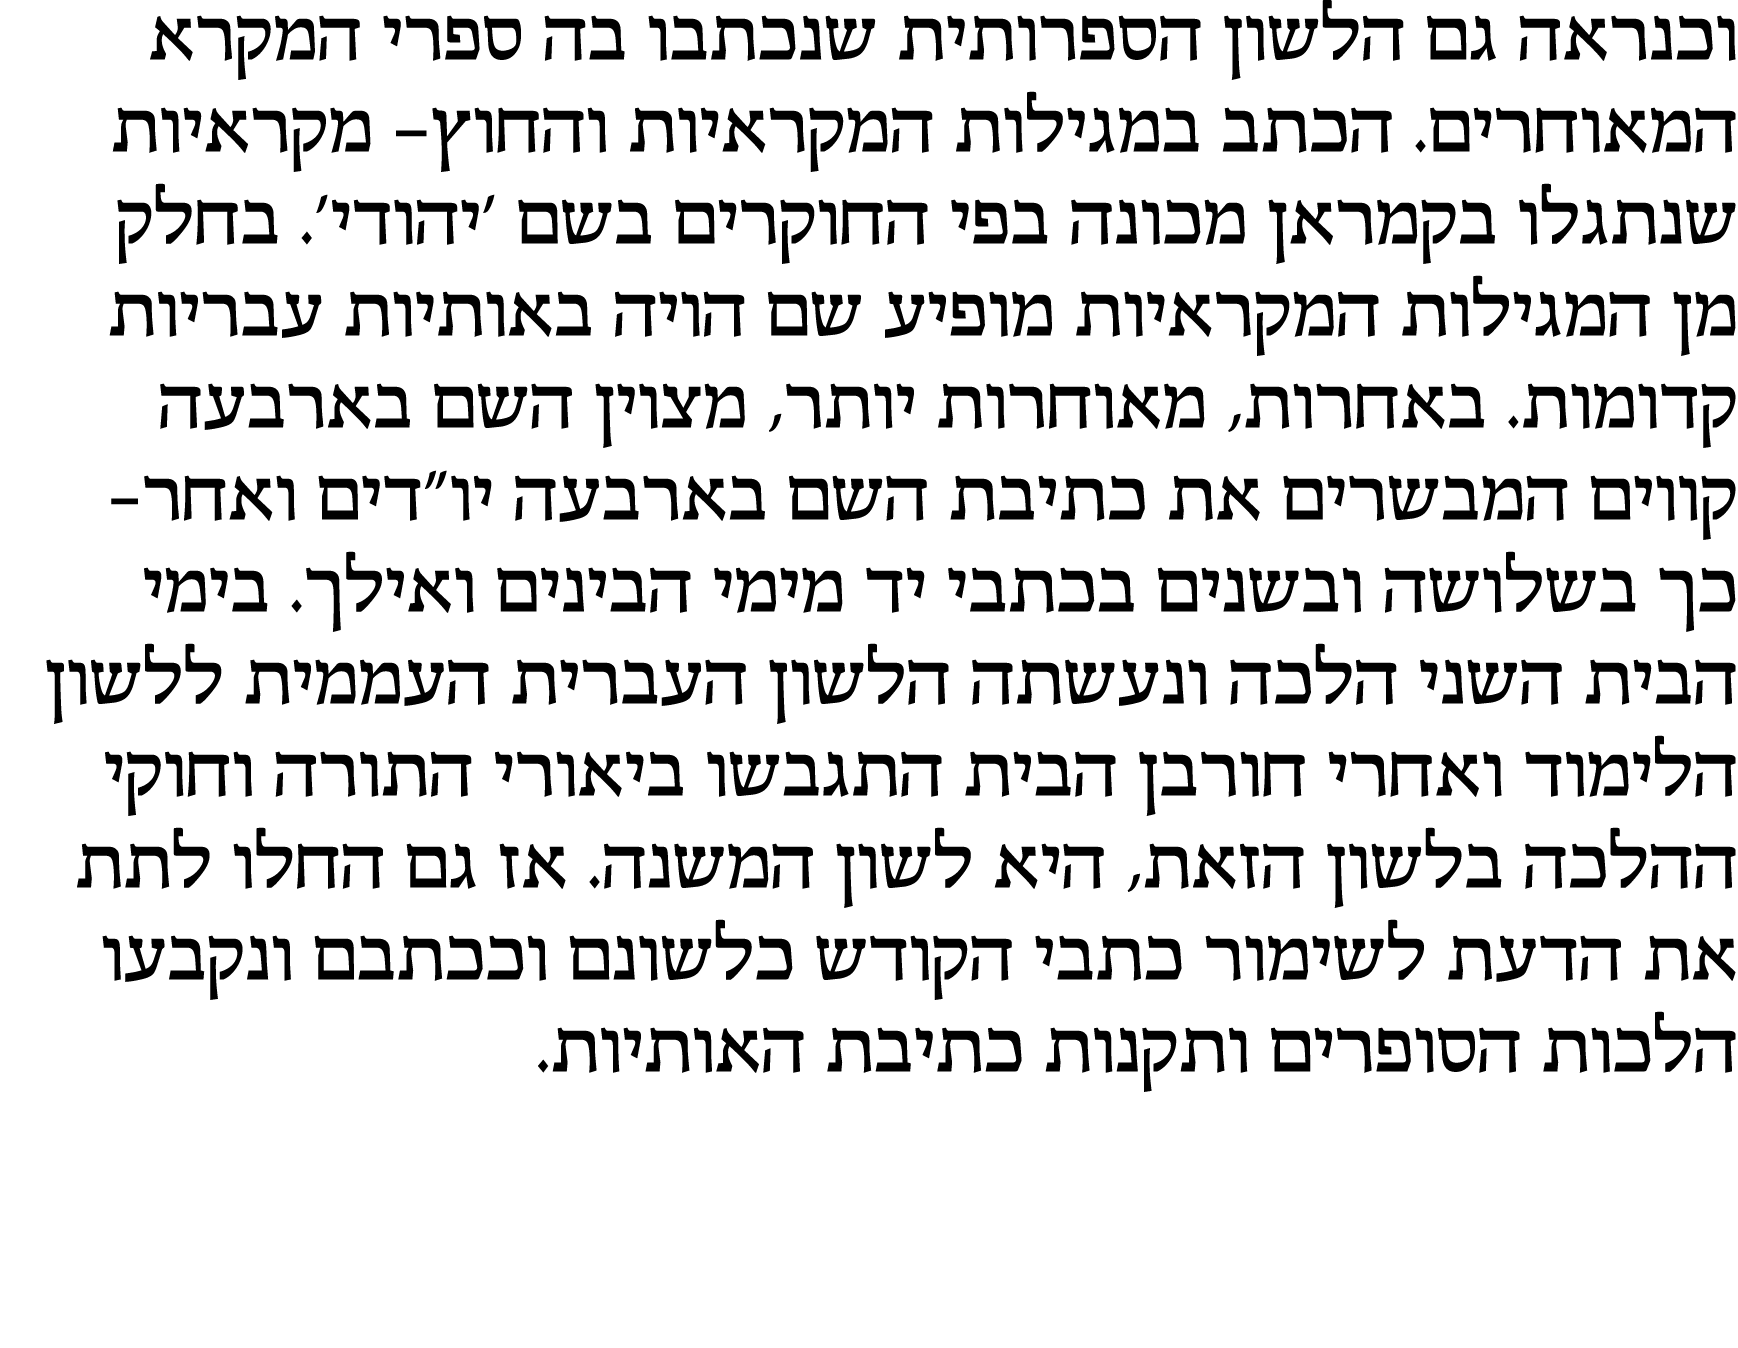 וכנראה גם הלשון הספרותית שנכתבו בה ספרי המקרא
המאוחרים. הכתב במגילות המקראיות והחוץ– מקראיות
שנתגלו בקמראן מכונה בפי החוקרים בשם ׳יהודי׳. בחלק
מן המגילות המקראיות מופיע שם הויה באותיות עבריות
קדומות. באחרות, מאוחרות יותר, מצוין השם בארבעה
קווים המבשרים את כתיבת השם בארבעה יו״דים ואחר–
כך בשלושה ובשנים בכתבי יד מימי הבינים ואילך. בימי
הבית השני הלכה ונעשתה הלשון העברית העממית ללשון
הלימוד ואחרי חורבן הבית התגבשו ביאורי התורה וחוקי
ההלכה בלשון הזאת, היא לשון המשנה. אז גם החלו לתת
את הדעת לשימור כתבי הקודש כלשונם וככתבם ונקבעו
הלכות הסופרים ותקנות כתיבת האותיות.